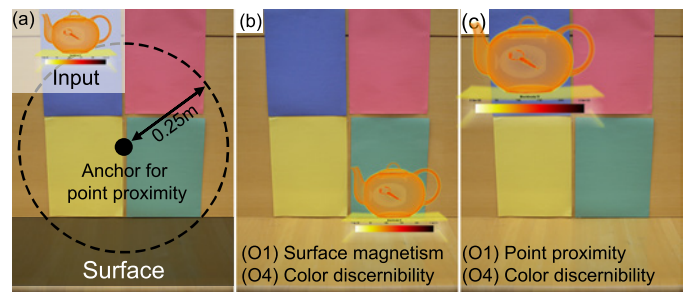 (a)
Input
0.25m
Anchor for
point proximity
Surface
(b)
(O1) Surface magnetism
(O4) Color discernibility
(c)
(O1) Point proximity
(O4) Color discernibility